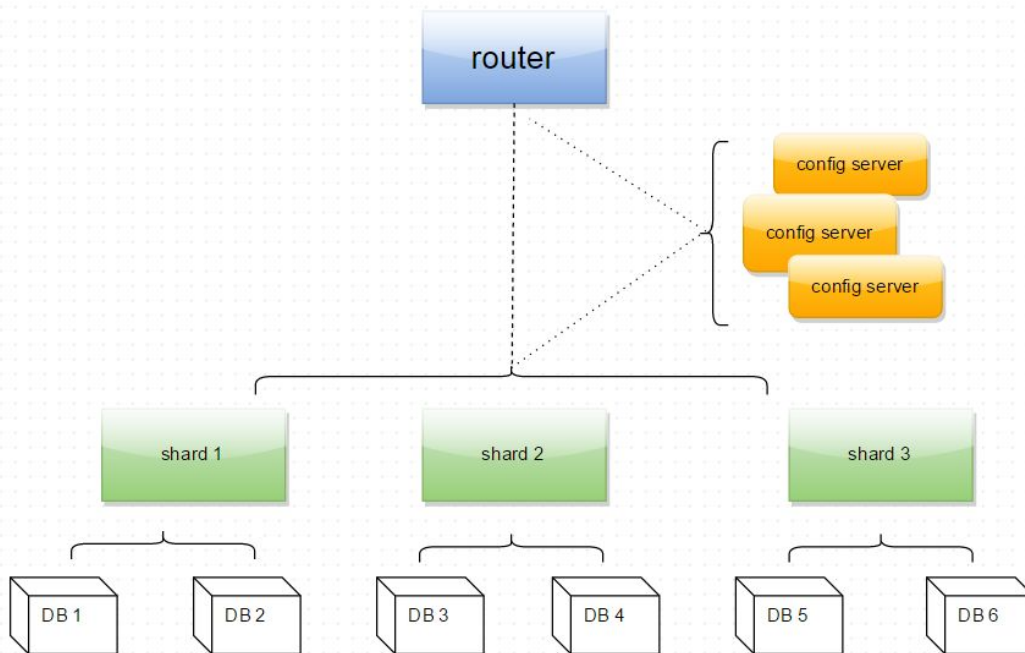 router
config server
config server
config server
shard 1
shard 2
shard 3
DB 1
DB 2
DB 3
DB 4
DB 5
DB 6